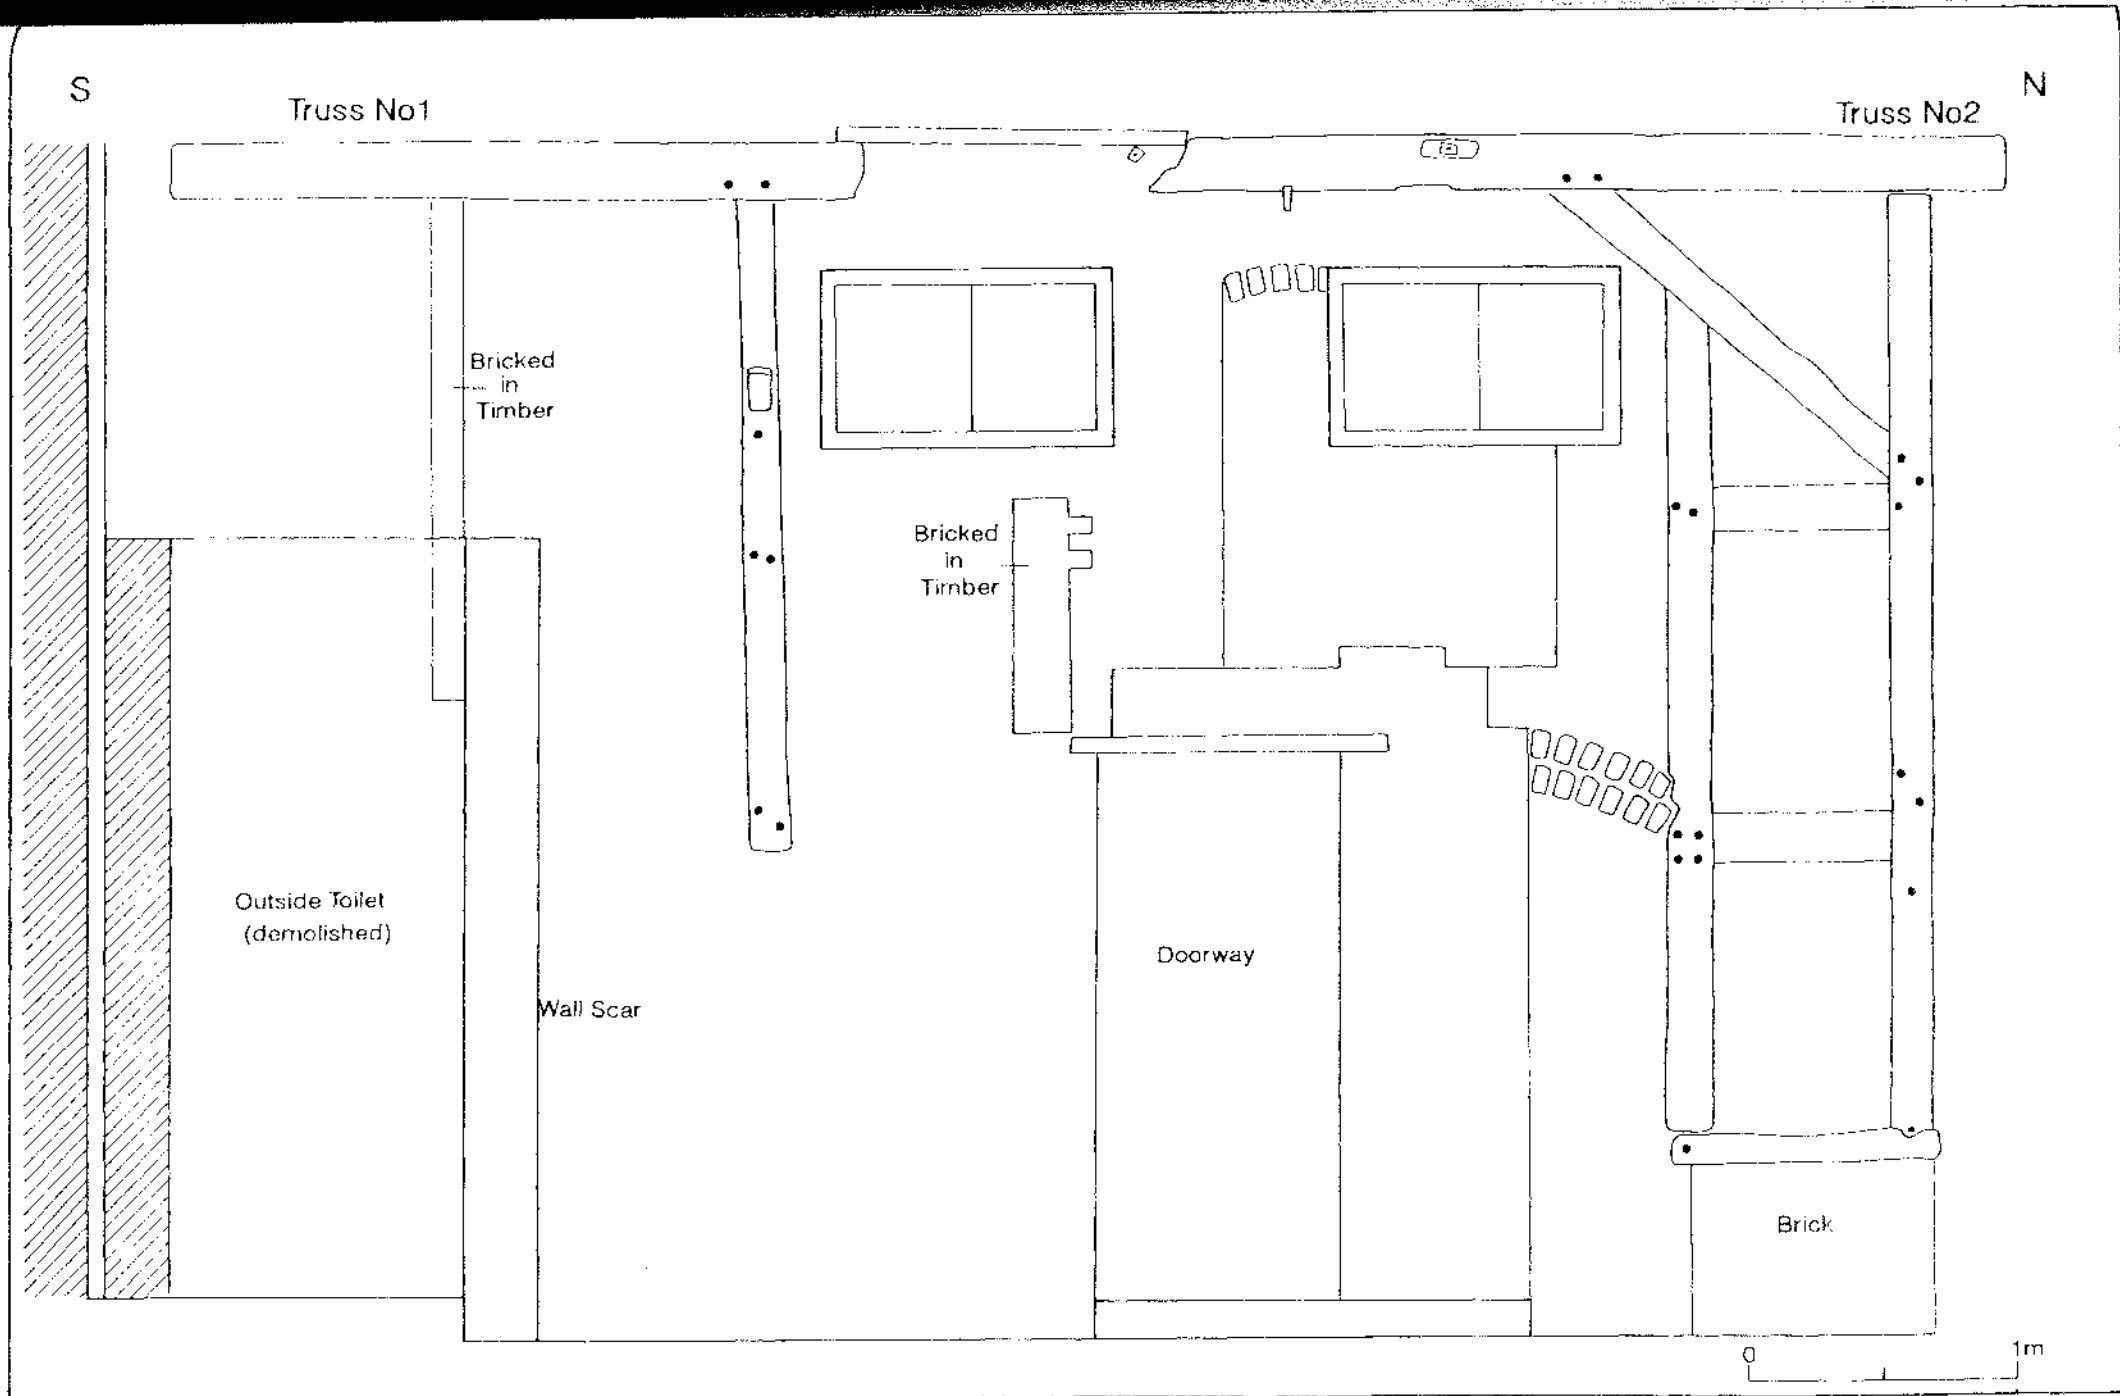 S
N
Truss No1
Truss No2
Bricked
in
Timber
Bricked
in
Timber
Outside Toilet
(demolished)
Doorway
Wall Scar
Brick
0
1m